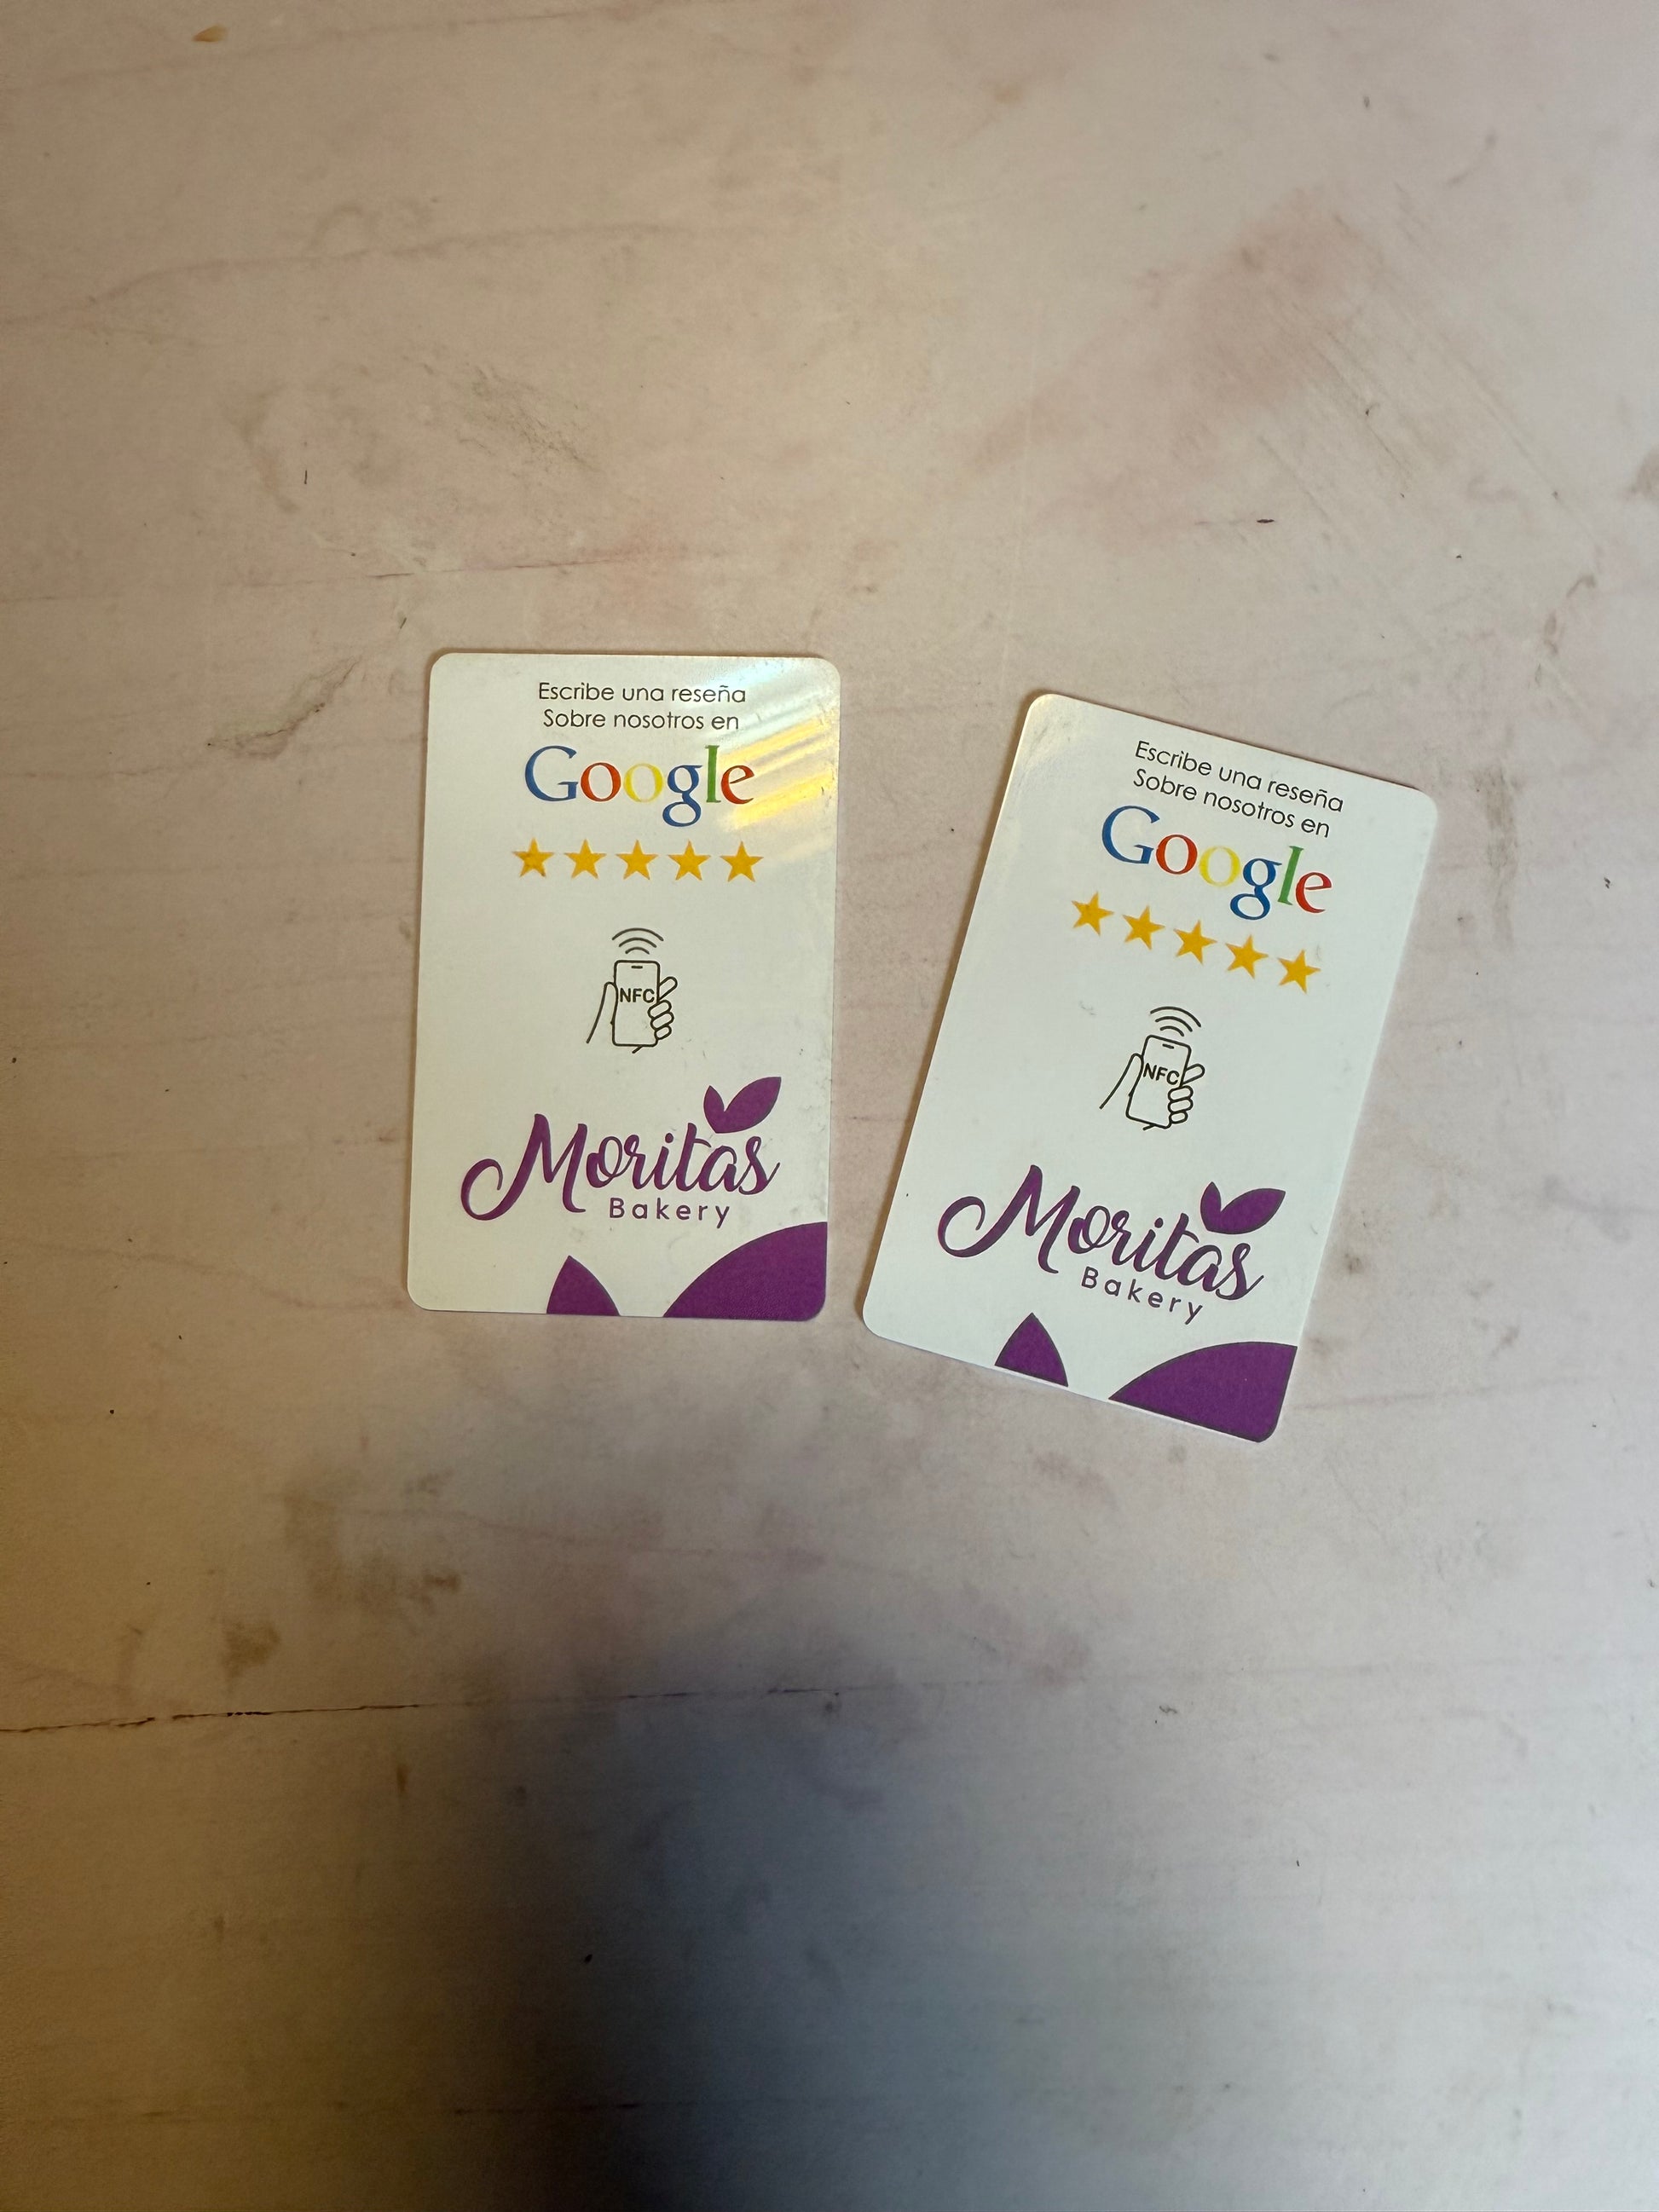 Escribe una reseña
Sobre nosotros en
Google
NFC
Moritas
Bakery
Escribe una reseña
Sobre nosotros en
Google
NFC
Moritas
Bakery